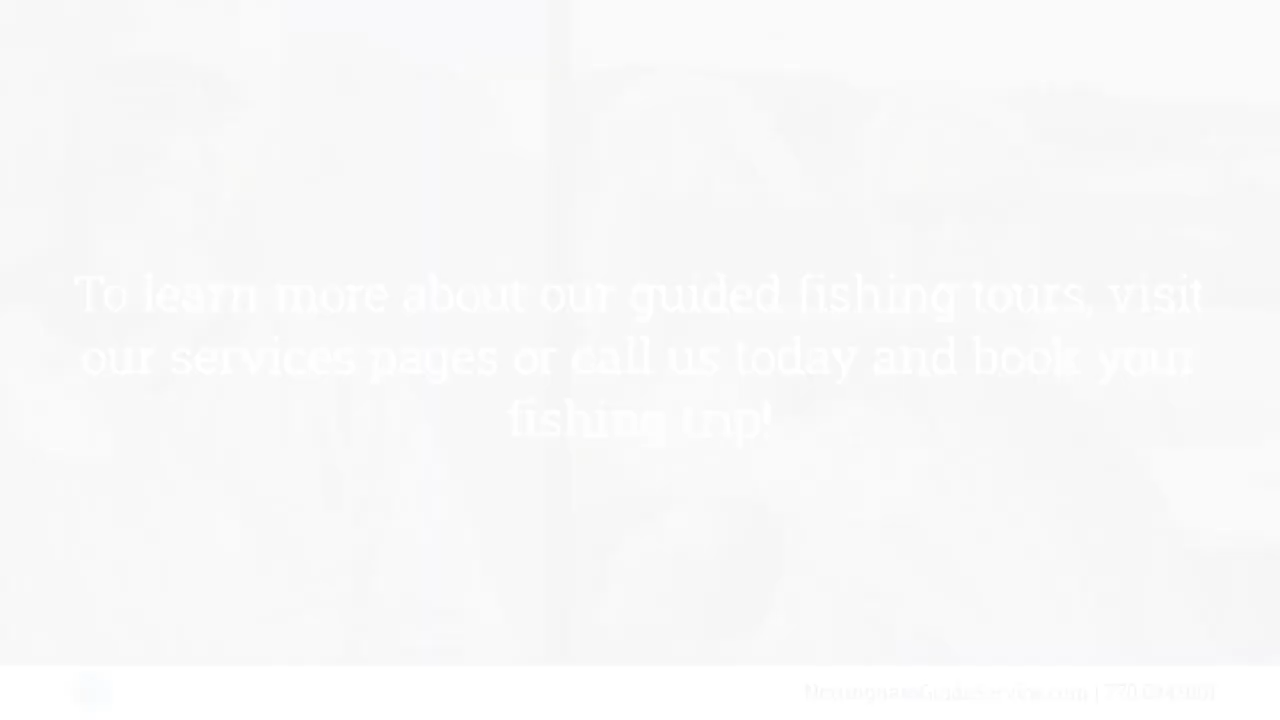 To learn more about our guided fishing tours, visit
our services pages or call us today and book your
fishing trip!